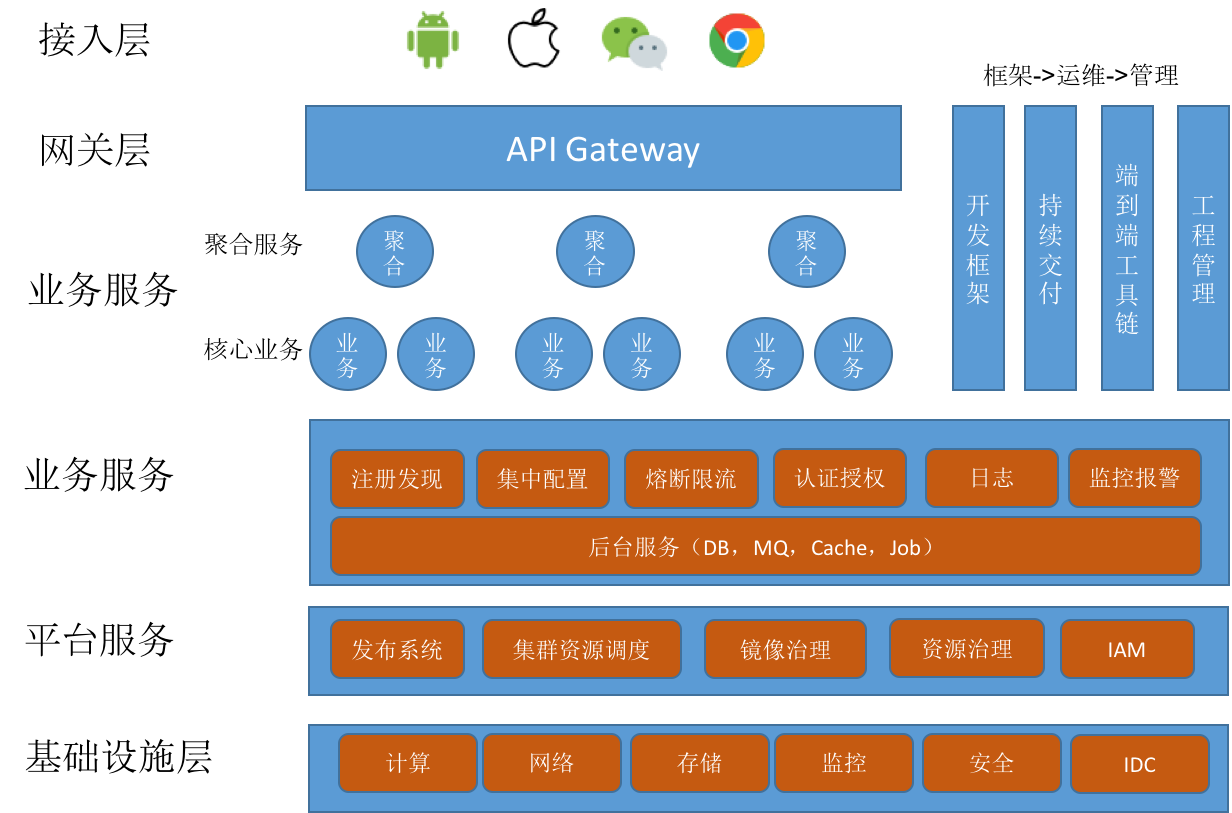 接入层
框架->运维->管理
网关层
API Gateway
开发框架
持续交付
端到端工具链
工程管理
业务服务
聚合服务
聚合
聚合
聚合
核心业务
业务
业务
业务
业务
业务
业务
业务服务
注册发现
集中配置
熔断限流
认证授权
日志
监控报警
后台服务（DB，MQ，Cache，Job）
平台服务
发布系统
集群资源调度
镜像治理
资源治理
IAM
基础设施层
计算
网络
存储
监控
安全
IDC